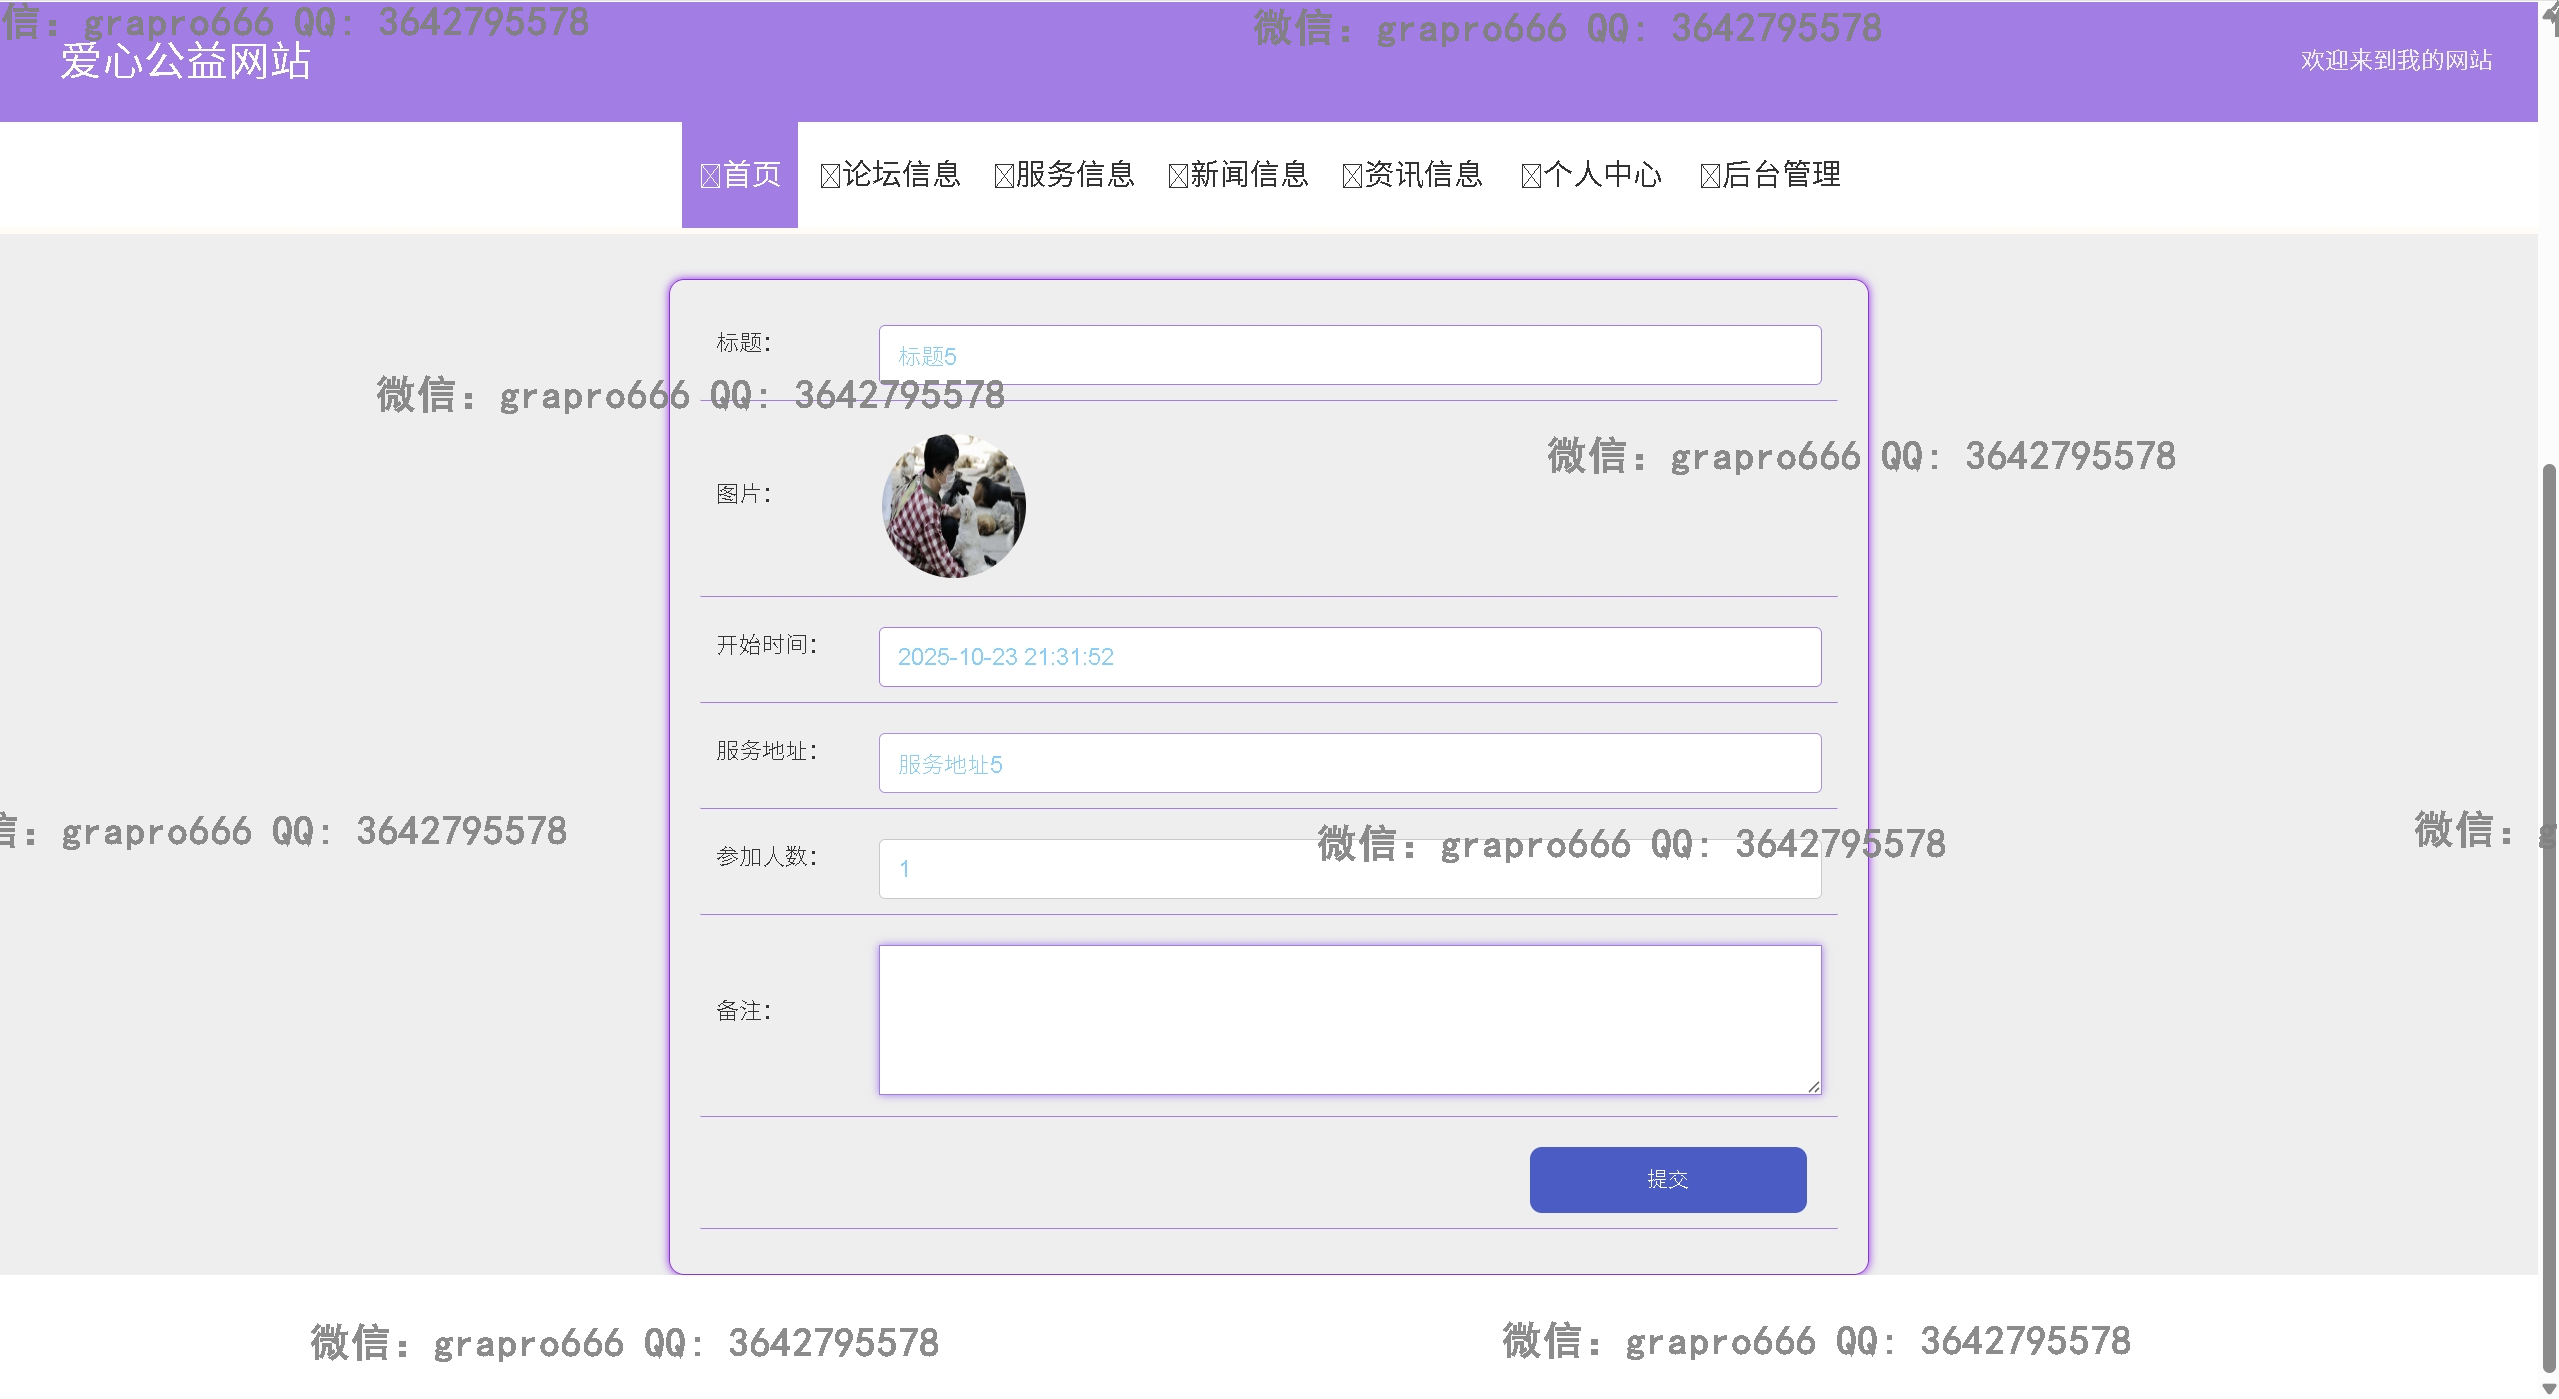 信：grapro666 QQ: 3642795578
微信：grapro666 QQ: 3642795578
爱心公益网站
欢迎来到我的网站
首页 论坛信息 服务信息 新闻信息 资讯信息 个人中心 后台管理
标题：
标题5
微信：grapro666 QQ: 3642795578
微信：grapro666 QQ: 3642795578
图片：
开始时间：
2025-10-23 21:31:52
服务地址：
服务地址5
信：grapro666 QQ: 3642795578
微信：grapro666 QQ: 3642795578
微信：g
参加人数：
1
备注：
提交
微信：grapro666 QQ: 3642795578
微信：grapro666 QQ: 3642795578